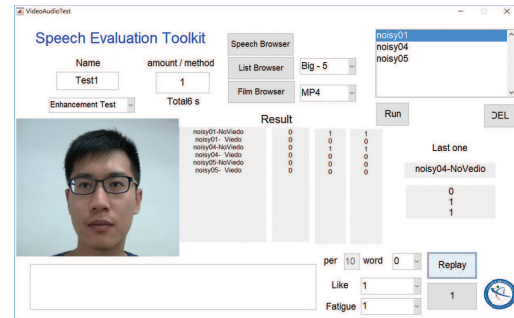 VideoAudioTest
Speech Evaluation Toolkit
Name
amount / method
Test1
1
Enhancement Test
Total6 s
Speech Browser
List Browser
Big - 5
Film Browser
MP4
noisy01
noisy04
noisy05
Run
DEL
Result
noisy01-NoViedo 0 1 1
noisy01- Viedo 0 0 0
noisy04-NoViedo 0 1 1
noisy04- Viedo 0 0 0
noisy05-NoViedo 0 0 0
noisy05- Viedo 0 0 0
Last one
noisy04-NoVedio
0
1
1
per 10 word 0
Replay
Like 1
Fatigue 1
1